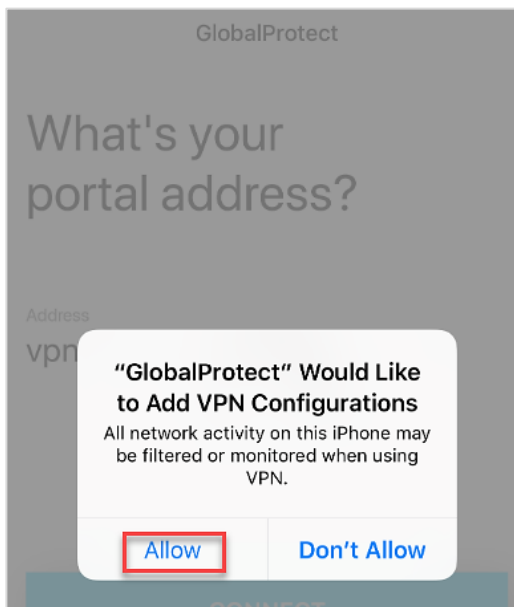 GlobalProtect
What's your
portal address?
Address
vpn
“GlobalProtect” Would Like
to Add VPN Configurations
All network activity on this iPhone may
be filtered or monitored when using
VPN.
Allow
Don't Allow
CONNECT